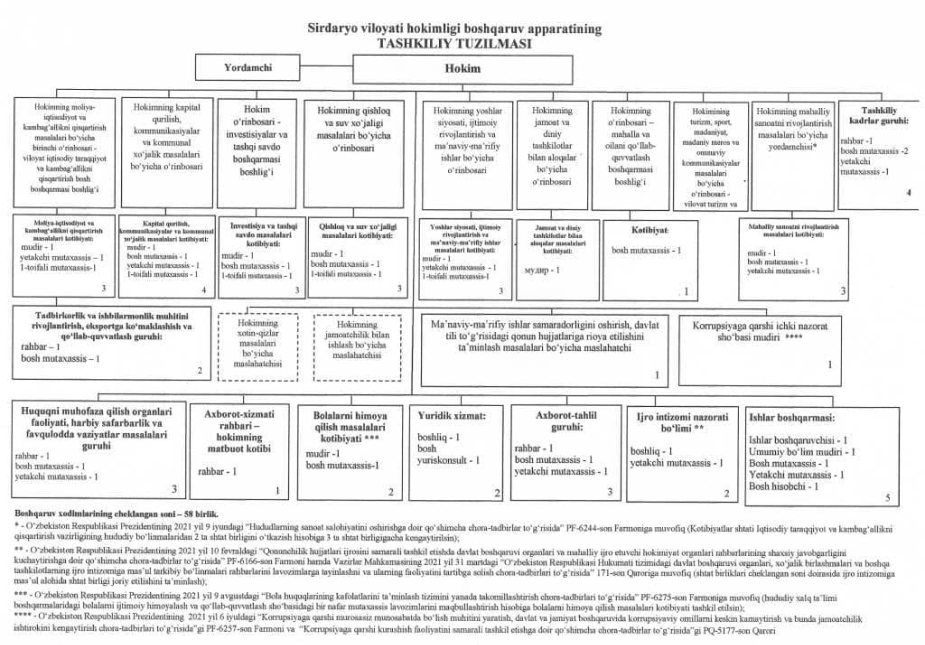 Sirdaryo viloyati hokimligi boshqaruv apparatining
TASHKILIY TUZILMASI
Yordamchi
Hokim
Hokimning moliya-
iqtisodiyot va
kambag‘allikni qisqartirish
masalalari bo‘yicha
birinchi o‘rinbosari -
viloyat iqtisodiy taraqqiyot
va kambag‘allikni
qisqartirish bosh
boshqarmasi boshlig‘i
Hokimning kapital
qurilish,
kommunikasiyalar
va kommunal
xo‘jalik masalalari
bo‘yicha o‘rinbosari
Hokim
o‘rinbosari -
investisiyalar va
tashqi savdo
boshqarmasi
boshlig‘i
Hokimning qishloq
va suv xo‘jaligi
masalalari bo‘yicha
o‘rinbosari
Hokimning yoshlar
siyosati, ijtimoiy
rivojlantirish va
ma’naviy-ma’rifiy
ishlar bo‘yicha
o‘rinbosari
Hokimning
jamoat va
diniy
tashkilotlar
bilan aloqalar
bo‘yicha
o‘rinbosari
Hokimning
o‘rinbosari –
mahalla va
oilani qo‘llab-
quvvatlash
boshqarmasi
boshlig‘i
Hokimining
turizm, sport,
madaniyat,
madaniy meros va
ommaviy
kommunikasiyalar
masalalari
bo‘yicha
o‘rinbosari -
vilovat turizm va
Hokimning mahalliy
sanoatni rivojlantirish
masalalari bo‘yicha
yordamchisi*
Tashkiliy
kadrlar guruhi:
rahbar -1
bosh mutaxassis -2
yetakchi
mutaxassis -1
4
Moliya-iqtisodiyot va
kambag‘allikni qisqartirish
masalalari kotibiyati:
mudir - 1
yetakchi mutaxassis – 1
1-toifali mutaxassis-1
3
Kapital qurilish,
kommunikasiyalar va kommunal
xo‘jalik masalalari kotibiyati:
mudir - 1
bosh mutaxassis - 1
yetakchi mutaxassis - 1
1-toifali mutaxassis - 1
4
Investisiya va tashqi
savdo masalalari
kotibiyati:
mudir - 1
bosh mutaxassis - 1
1-toifali mutaxassis - 1
3
Qishloq va suv xo‘jaligi
masalalari kotibiyati:
mudir - 1
bosh mutaxassis - 1
1-toifali mutaxassis - 1
3
Yoshlar siyosati, ijtimoiy
rivojlantirish va
ma’naviy-ma’rifiy ishlar
masalalari kotibiyati:
mudir - 1
yetakchi mutaxassis - 1
1-toifali mutaxassis-1
3
Jamoat va diniy
tashkilotlar bilan
aloqalar masalalari
kotibiyati:
мудир - 1
Kotibiyat:
bosh mutaxassis - 1
1
Mahalliy sanoatni rivojlantirish
masalalari kotibiyati:
mudir - 1
bosh mutaxassis - 1
yetakchi mutaxassis - 1
3
Tadbirkorlik va ishbilarmonlik muhitini
rivojlantirish, eksportga ko‘maklashish va
qo‘llab-quvvatlash guruhi:
rahbar – 1
bosh mutaxassis – 1
2
Hokimning
xotin-qizlar
masalalari
bo‘yicha
maslahatchisi
Hokimning
jamoatchilik bilan
ishlash bo‘yicha
maslahatchisi
Ma’naviy-ma’rifiy ishlar samaradorligini oshirish, davlat
tili to‘g‘risidagi qonun hujjatlariga rioya etilishini
ta’minlash masalalari bo‘yicha maslahatchi
1
Korrupsiyaga qarshi ichki nazorat
sho‘basi mudiri ****
1
Huquqni muhofaza qilish organlari
faoliyati, harbiy safarbarlik va
favqulodda vaziyatlar masalalari
guruhi
rahbar - 1
bosh mutaxassis - 1
yetakchi mutaxassis - 1
3
Axborot-xizmati
rahbari –
hokimning
matbuot kotibi
rahbar - 1
1
Bolalarni himoya
qilish masalalari
kotibiyati ***
mudir -1
bosh mutaxassis-1
2
Yuridik xizmat:
boshliq - 1
bosh
yuriskonsult - 1
2
Axborot-tahlil
guruhi:
rahbar - 1
bosh mutaxassis - 1
yetakchi mutaxassis - 1
3
Ijro intizomi nazorati
bo‘limi **
boshliq - 1
yetakchi mutaxassis - 1
2
Ishlar boshqarmasi:
Ishlar boshqaruvchisi - 1
Umumiy bo‘lim mudiri - 1
Bosh mutaxassis - 1
Yetakchi mutaxassis - 1
Bosh hisobchi - 1
5
Boshqaruv xodimlarining cheklangan soni – 58 birlik.
* - O‘zbekiston Respublikasi Prezidentining 2021 yil 9 iyundagi “Hududlarning sanoat salohiyatini oshirishga doir qo‘shimcha chora-tadbirlar to‘g‘risida” PF-6244-son Farmoniga muvofiq (Kotibiyatlar shtati Iqtisodiy taraqqiyot va kambag‘allikni
qisqartirish vazirligining hududiy bo‘linmalaridan 2 ta shtat birligini o‘tkazish hisobiga 3 ta shtat birligigacha kengaytirilsin);
** - O‘zbekiston Respublikasi Prezidentining 2021 yil 10 fevraldagi “Qonunchilik hujjatlari ijrosini samarali tashkil etishda davlat boshqaruvi organlari va mahalliy ijro etuvchi hokimiyat organlari rahbarlarining shaxsiy javobgarligini
kuchaytirishga doir qo‘shimcha chora-tadbirlar to‘g‘risida” PF-6166-son Farmoni hamda Vazirlar Mahkamasining 2021 yil 31 martidagi “O‘zbekiston Respublikasi Hukumati tizimidagi davlat boshqaruvi organlari, xo‘jalik birlashmalari va boshqa
tashkilotlarning ijro intizomiga mas’ul tarkibiy bo‘linmalari rahbarlarini lavozimlarga tayinlashni va ularning faoliyatini tartibga solish chora-tadbirlari to‘g‘risida” 171-son Qaroriga muvofiq (shtat birliklari cheklangan soni doirasida ijro intizomiga
mas’ul alohida shtat birligi joriy etilishini ta’minlash);
*** - O‘zbekiston Respublikasi Prezidentining 2021 yil 9 avgustdagi “Bola huquqlarining kafolatlarini ta’minlash tizimini yanada takomillashtirish chora-tadbirlari to‘g‘risida” PF-6275-son Farmoniga muvofiq (hududiy xalq ta’limi
boshqarmalaridagi bolalarni ijtimoiy himoyalash va qo‘llab-quvvatlash sho‘basidagi bir nafar mutaxassis lavozimlarini maqbullashtirish hisobiga bolalarni himoya qilish masalalari kotibiyati tashkil etilsin);
**** - O‘zbekiston Respublikasi Prezidentining 2021 yil 6 iyuldagi “Korrupsiyaga qarshi murosasiz munosabatda bo‘lish muhitini yaratish, davlat va jamiyat boshqaruvida korrupsiyaviy omillarni keskin kamaytirish va bunda jamoatchilik
ishtirokini kengaytirish chora-tadbirlari to‘g‘risida”gi PF-6257-son Farmoni va “Korrupsiyaga qarshi kurashish faoliyatini samarali tashkil etishga doir qo‘shimcha chora-tadbirlar to‘g‘risida”gi PQ-5177-son Qarori